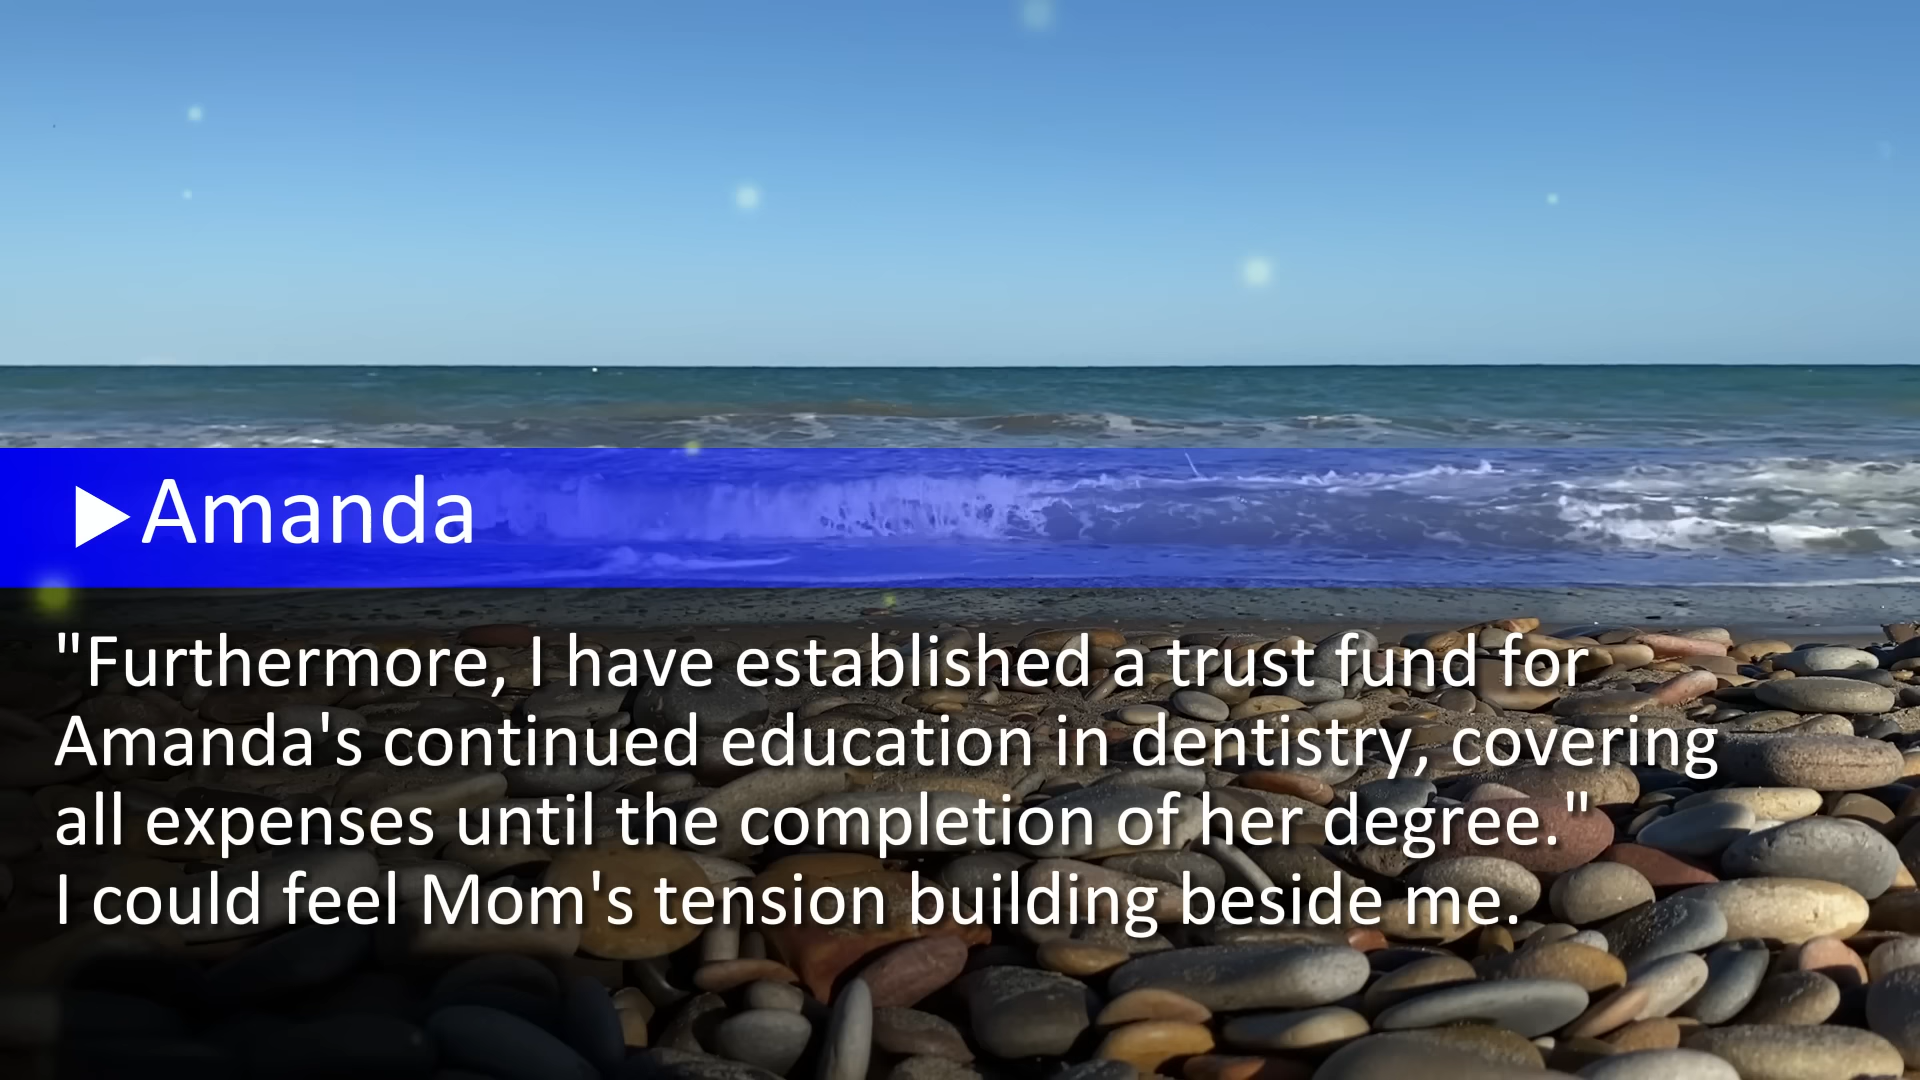 ▶Amanda
"Furthermore, I have established a trust fund for
Amanda's continued education in dentistry, covering
all expenses until the completion of her degree."
I could feel Mom's tension building beside me.